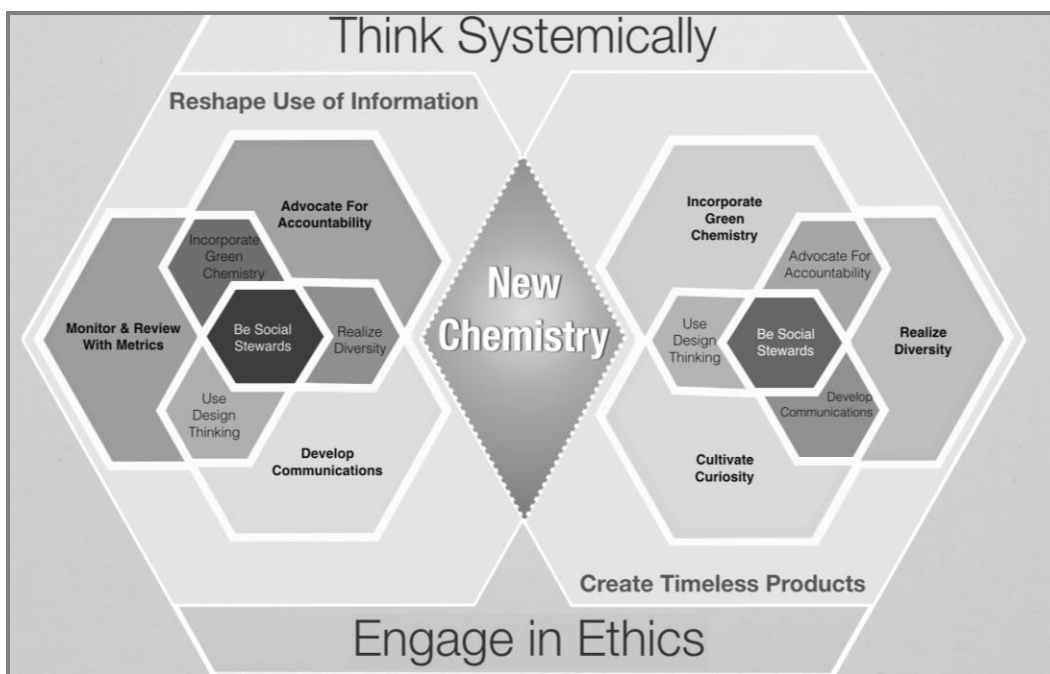 Think Systemically
Reshape Use of Information
Advocate For
Accountability
Incorporate
Green
Chemistry
Monitor & Review
With Metrics
Be Social
Stewards
Realize
Diversity
Use
Design
Thinking
Develop
Communications
New
Chemistry
Incorporate
Green
Chemistry
Advocate For
Accountability
Use
Design
Thinking
Be Social
Stewards
Realize
Diversity
Develop
Communications
Cultivate
Curiosity
Create Timeless Products
Engage in Ethics